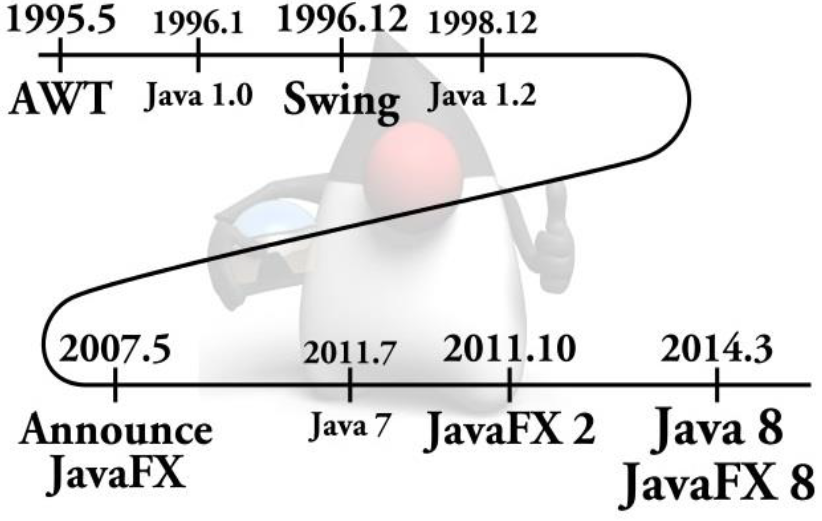 1995.5 1996.1 1996.12 1998.12
AWT Java 1.0 Swing Java 1.2
2007.5 2011.7 2011.10 2014.3
Announce Java 7 JavaFX 2 Java 8
JavaFX JavaFX 8